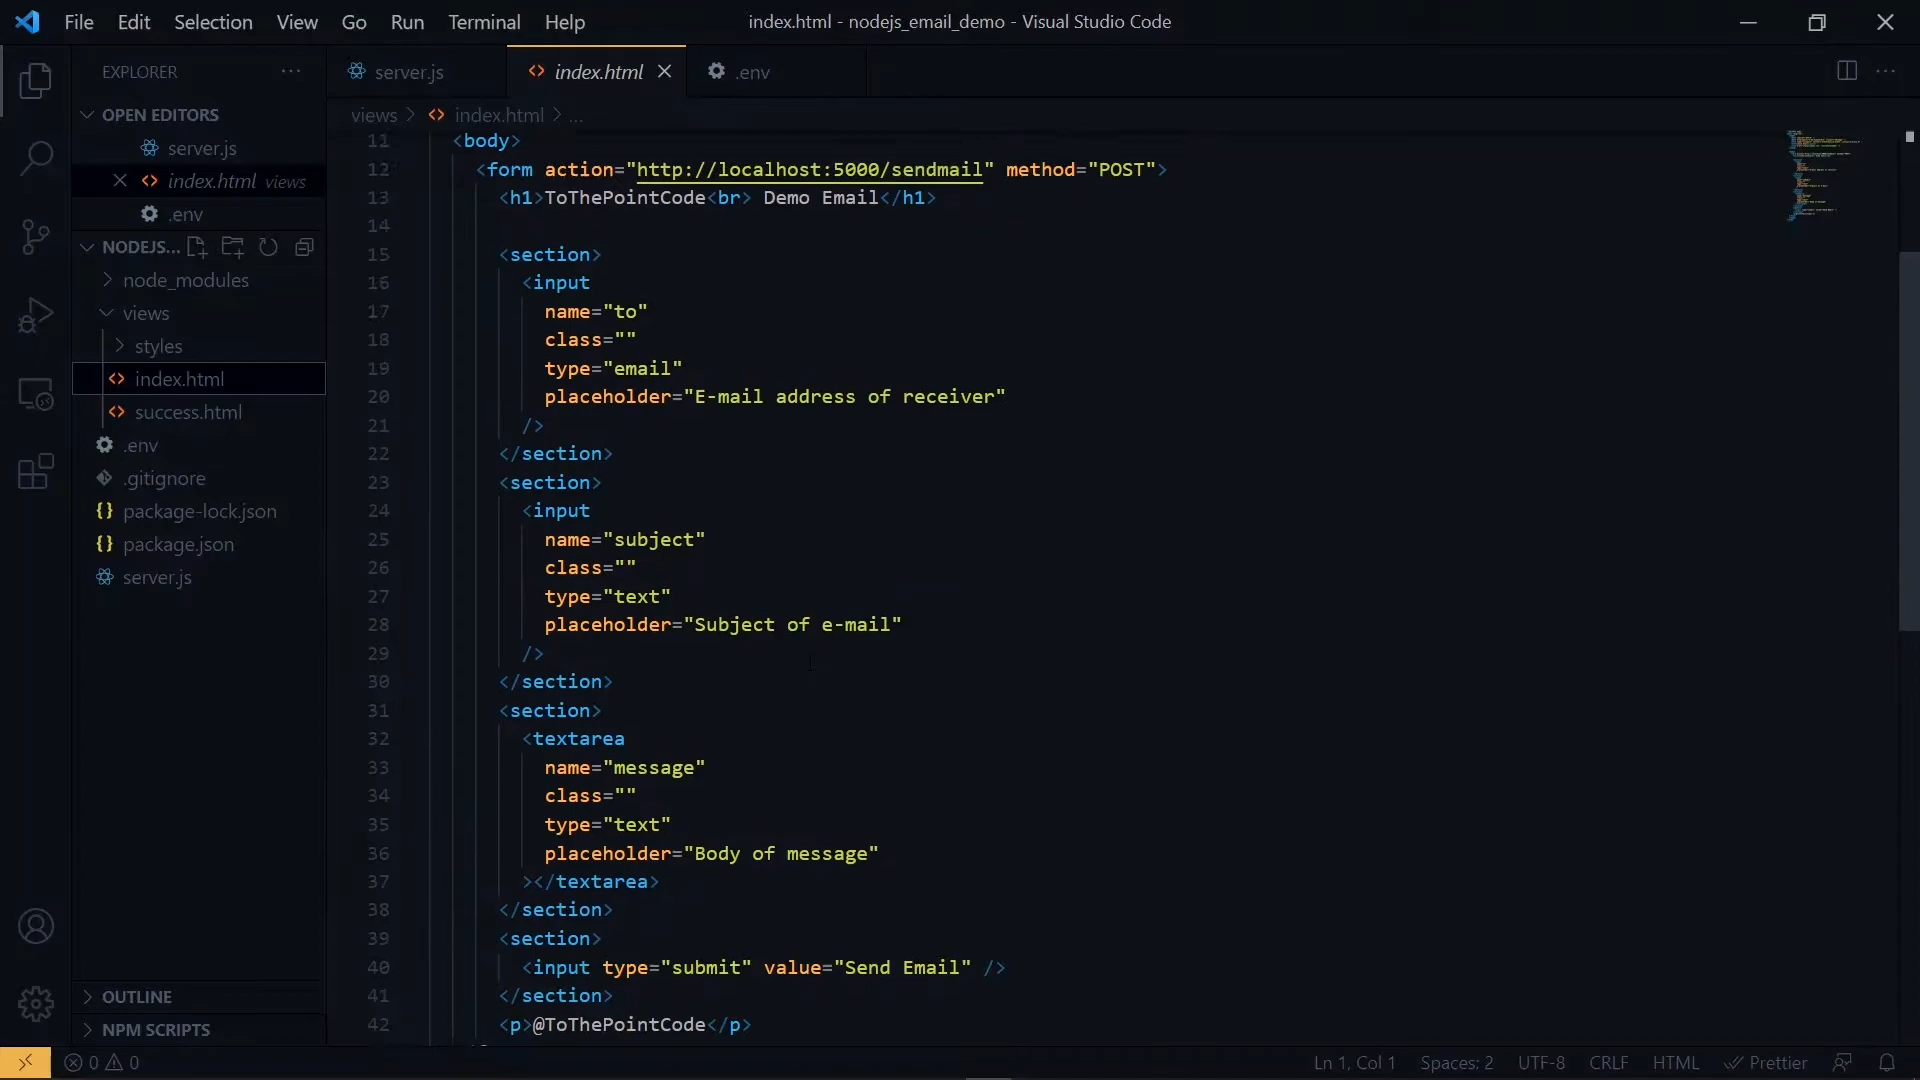 File Edit Selection View Go Run Terminal Help
index.html - nodejs_email_demo - Visual Studio Code
EXPLORER
OPEN EDITORS
server.js
index.html views
.env
NODEJS...
node_modules
views
styles
index.html
success.html
.env
.gitignore
package-lock.json
package.json
server.js
OUTLINE
NPM SCRIPTS
server.js index.html .env
views > index.html > ...
11 <body>
12 <form action="http://localhost:5000/sendmail" method="POST">
13 <h1>ToThePointCode<br> Demo Email</h1>
14
15 <section>
16 <input
17 name="to"
18 class=""
19 type="email"
20 placeholder="E-mail address of receiver"
21 />
22 </section>
23 <section>
24 <input
25 name="subject"
26 class=""
27 type="text"
28 placeholder="Subject of e-mail"
29 />
30 </section>
31 <section>
32 <textarea
33 name="message"
34 class=""
35 type="text"
36 placeholder="Body of message"
37 ></textarea>
38 </section>
39 <section>
40 <input type="submit" value="Send Email" />
41 </section>
42 <p>@ToThePointCode</p>
0 0 Ln 1, Col 1 Spaces: 2 UTF-8 CRLF HTML Prettier